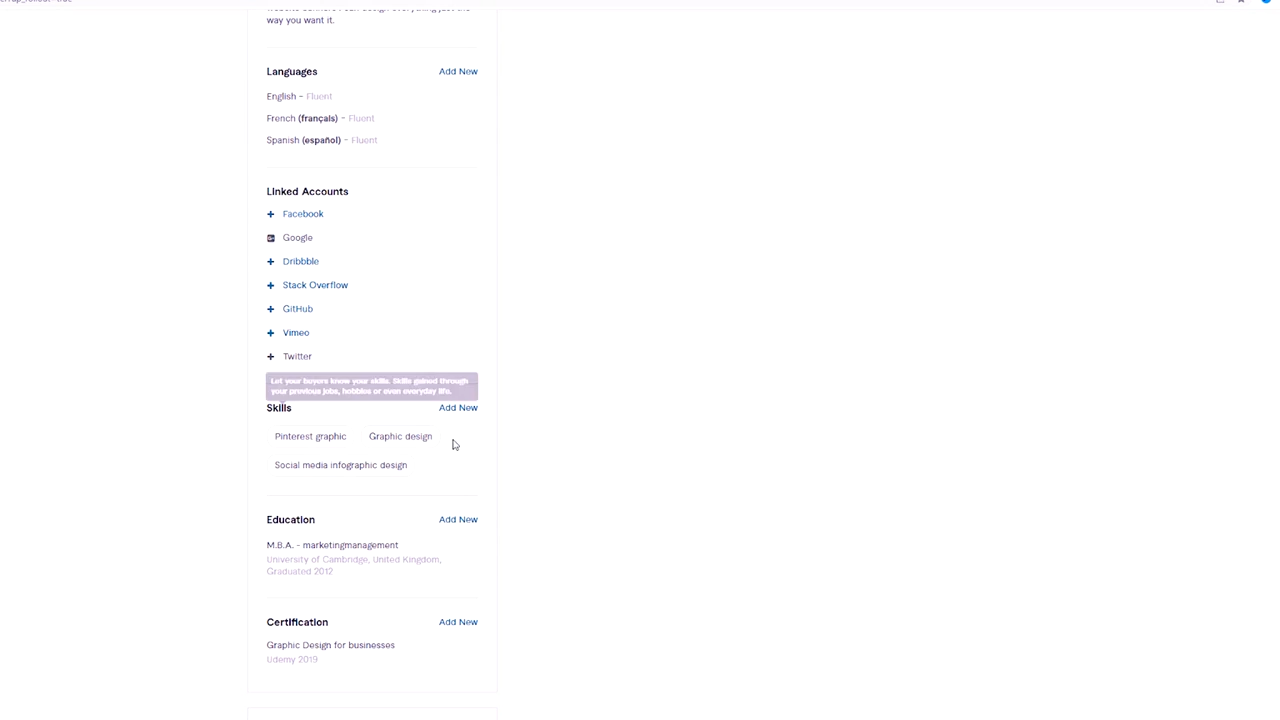 way you want it.
Languages
Add New
English - Fluent
French (français) - Fluent
Spanish (español) - Fluent
Linked Accounts
Facebook
Google
Dribbble
Stack Overflow
GitHub
Vimeo
Twitter
Let your buyers know your skills. Skills gained through
your previous jobs, hobbies or even everyday life.
Skills
Add New
Pinterest graphic
Graphic design
Social media infographic design
Education
Add New
M.B.A. - marketingmanagement
University of Cambridge, United Kingdom,
Graduated 2012
Certification
Add New
Graphic Design for businesses
Udemy 2019